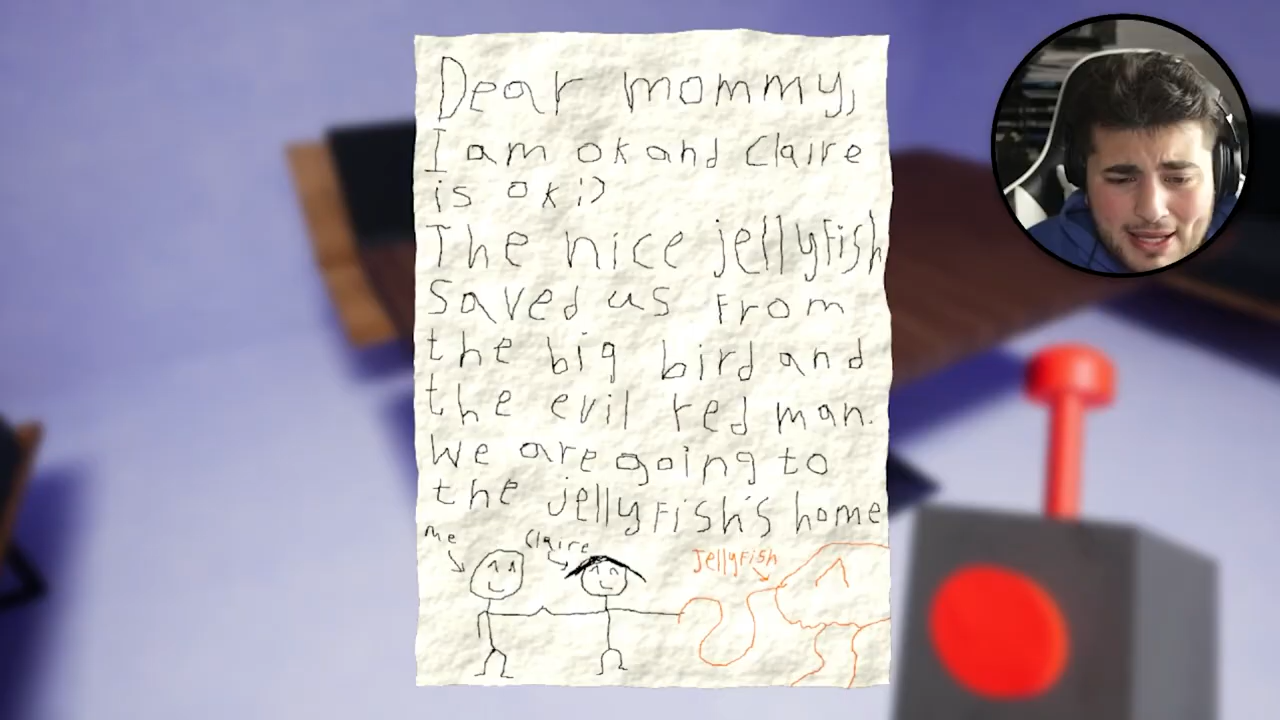 Dear mommy,
I am ok and Claire
is ok :)
The nice jellyfish
saved us from
the big bird and
the evil red man.
We are going to
the jellyfish's home
me
Claire
Jellyfish